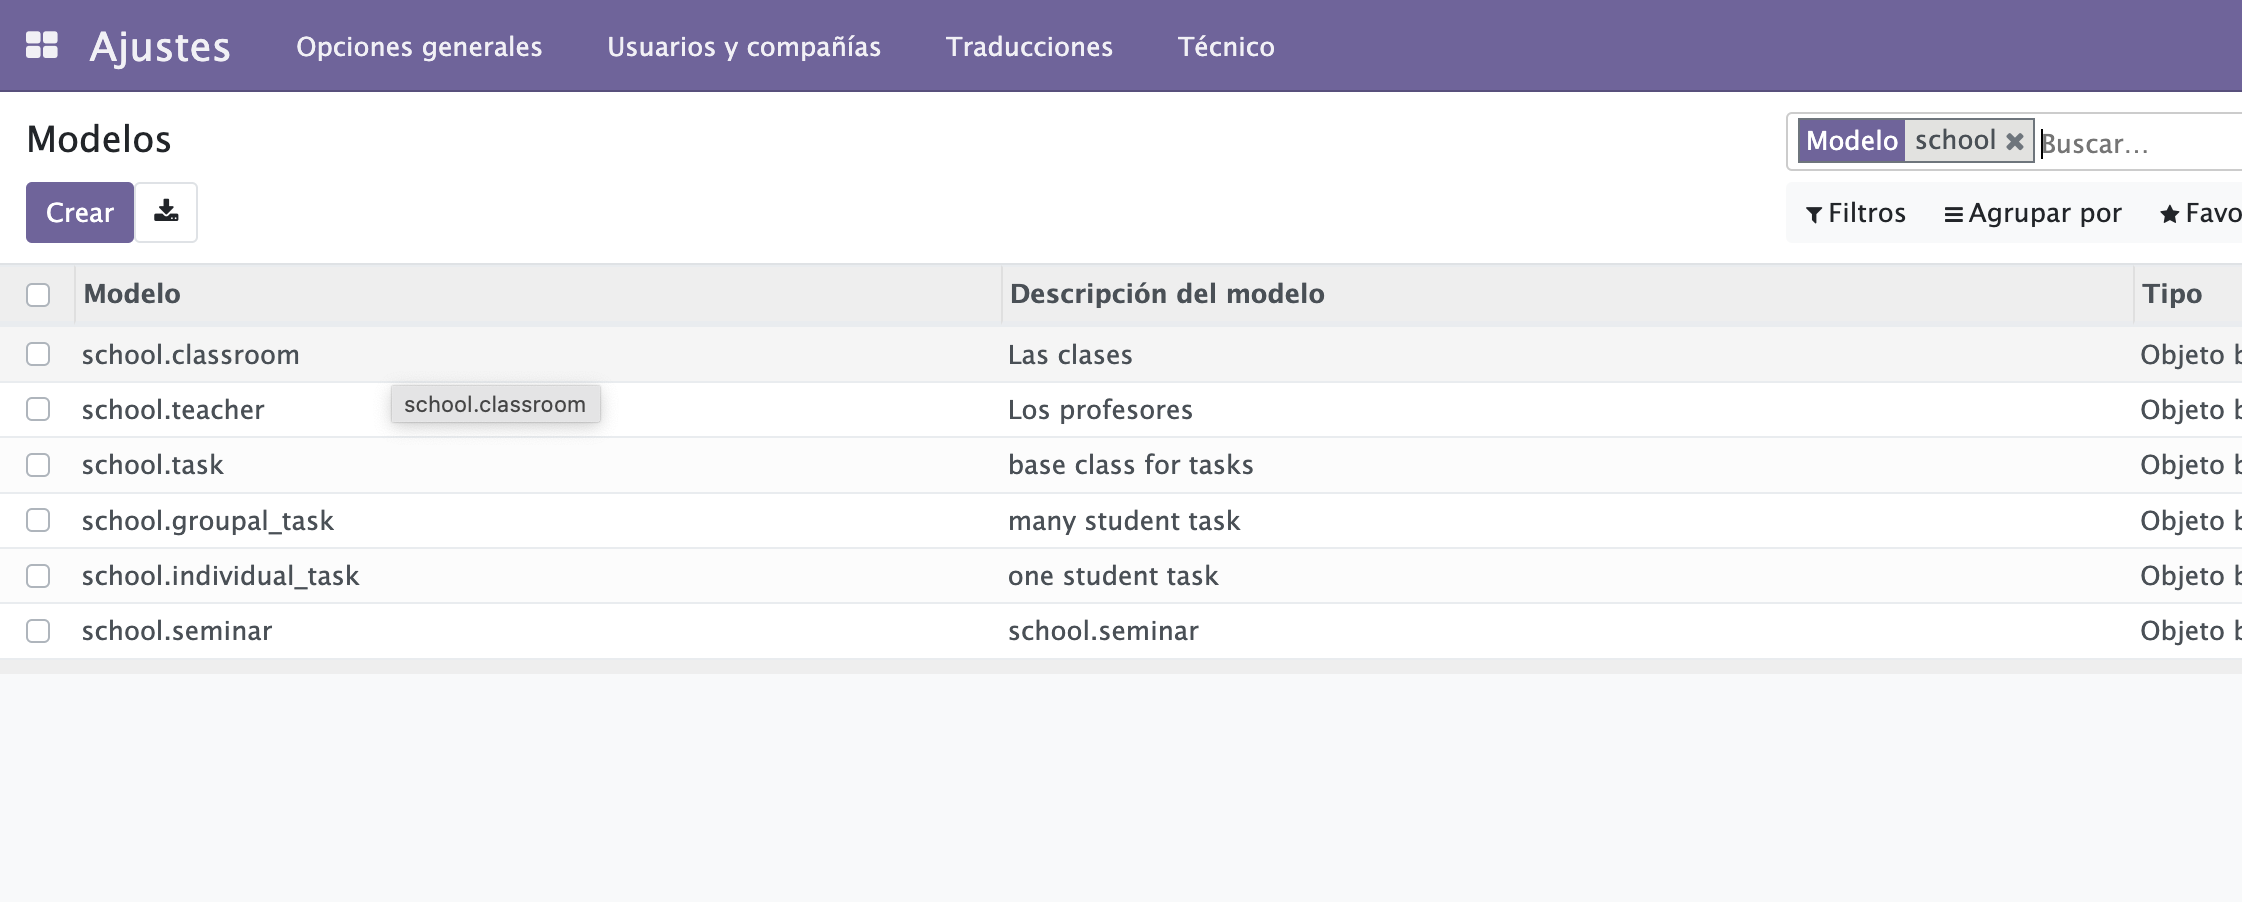 Ajustes Opciones generales Usuarios y compañías Traducciones Técnico
Modelos
Modelo school Buscar...
Crear
Filtros Agrupar por Favo
Modelo Descripción del modelo Tipo
school.classroom Las clases Objeto b
school.classroom
school.teacher Los profesores Objeto b
school.task base class for tasks Objeto b
school.groupal_task many student task Objeto b
school.individual_task one student task Objeto b
school.seminar school.seminar Objeto b